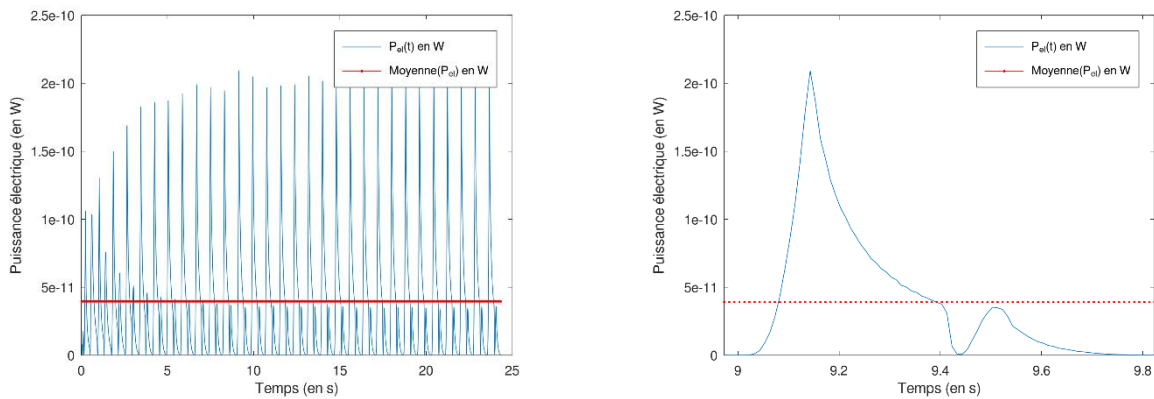 2.5e-10
2e-10
1.5e-10
1e-10
5e-11
0
Puissance électrique (en W)
P_el(t) en W
Moyenne(P_el) en W
0 5 10 15 20 25
Temps (en s)
2.5e-10
2e-10
1.5e-10
1e-10
5e-11
0
Puissance électrique (en W)
P_el(t) en W
Moyenne(P_el) en W
9 9.2 9.4 9.6 9.8
Temps (en s)